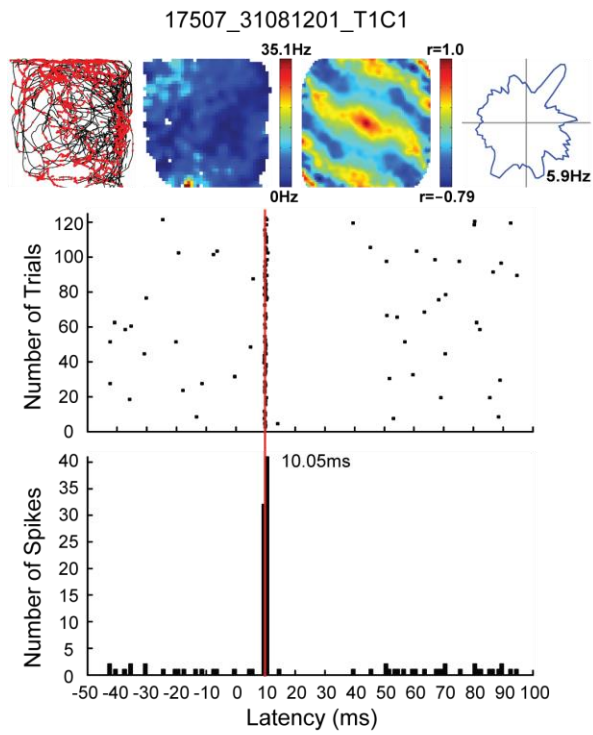 17507_31081201_T1C1
35.1Hz
r=1.0
0Hz
r=−0.79
5.9Hz
Number of Trials
120
100
80
60
40
20
0
10.05ms
Number of Spikes
40
35
30
25
20
15
10
5
0
-50 -40 -30 -20 -10 0 10 20 30 40 50 60 70 80 90 100
Latency (ms)